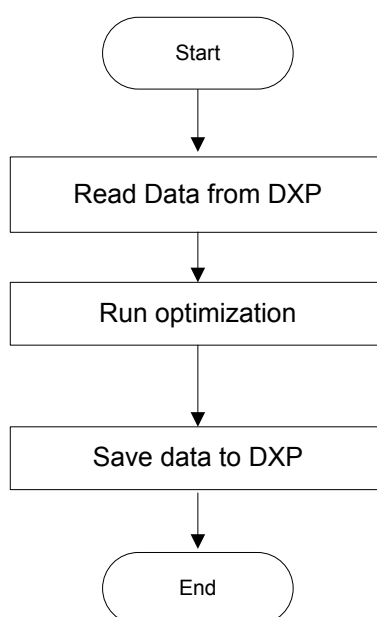 Start
Read Data from DXP
Run optimization
Save data to DXP
End